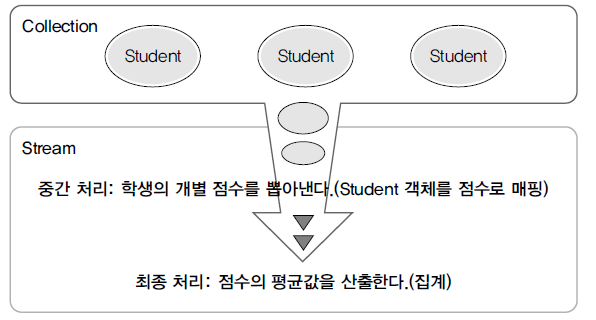 Collection
Student Student Student
Stream
중간 처리: 학생의 개별 점수를 뽑아낸다.(Student 객체를 점수로 매핑)
최종 처리: 점수의 평균값을 산출한다.(집계)